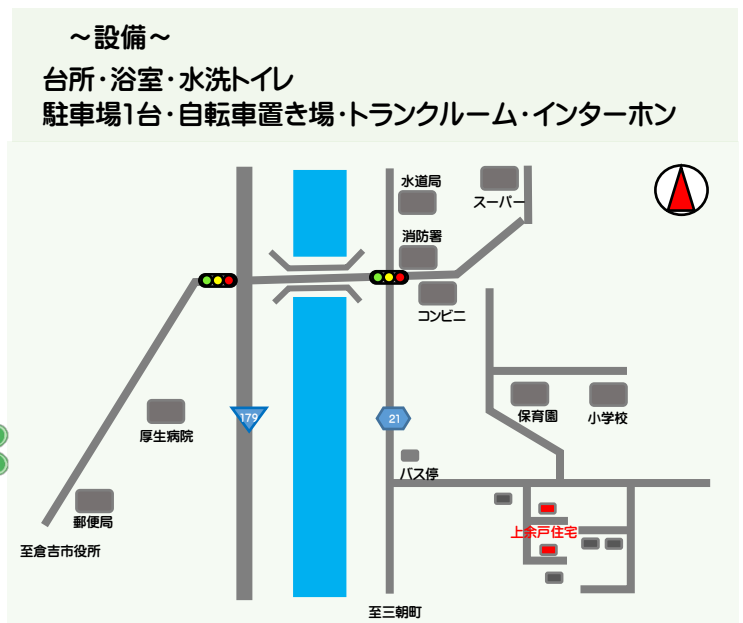 ～設備～
台所・浴室・水洗トイレ
駐車場1台・自転車置き場・トランクルーム・インターホン
水道局
スーパー
消防署
コンビニ
保育園
小学校
179
21
厚生病院
バス停
郵便局
上余戸住宅
至倉吉市役所
至三朝町